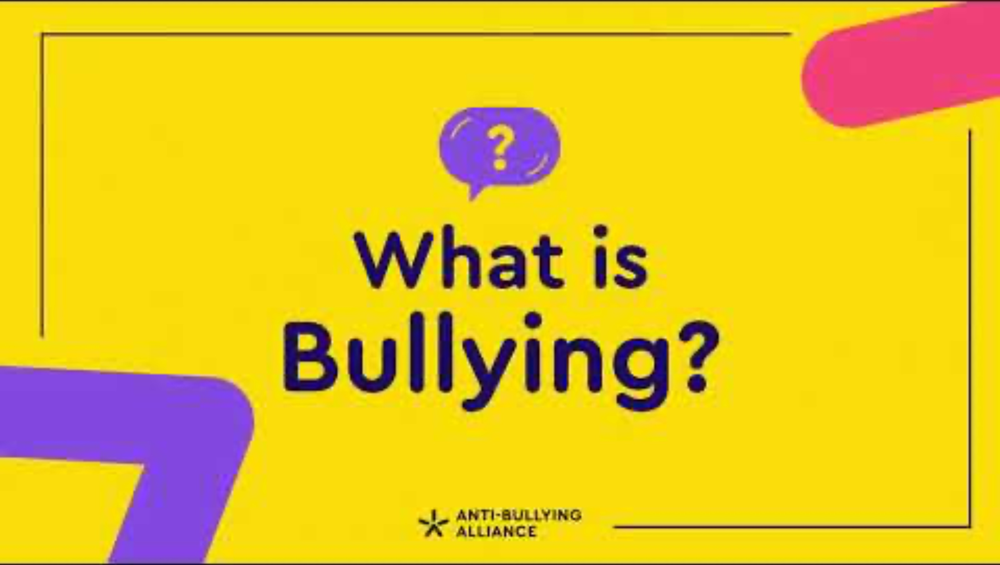 ?
What is
Bullying?
ANTI-BULLYING
ALLIANCE